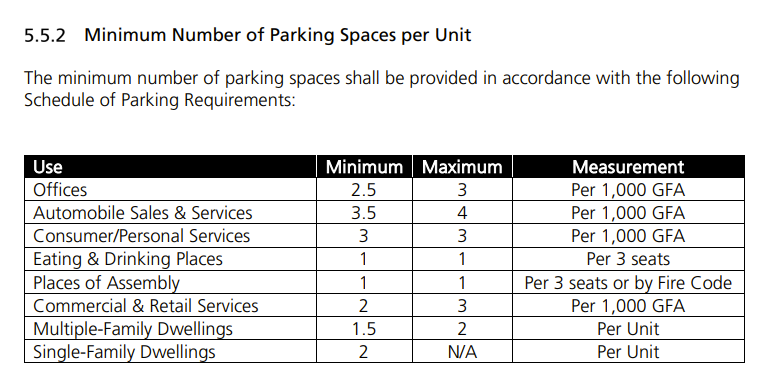 5.5.2 Minimum Number of Parking Spaces per Unit
The minimum number of parking spaces shall be provided in accordance with the following
Schedule of Parking Requirements:
Use Minimum Maximum Measurement
Offices 2.5 3 Per 1,000 GFA
Automobile Sales & Services 3.5 4 Per 1,000 GFA
Consumer/Personal Services 3 3 Per 1,000 GFA
Eating & Drinking Places 1 1 Per 3 seats
Places of Assembly 1 1 Per 3 seats or by Fire Code
Commercial & Retail Services 2 3 Per 1,000 GFA
Multiple-Family Dwellings 1.5 2 Per Unit
Single-Family Dwellings 2 N/A Per Unit